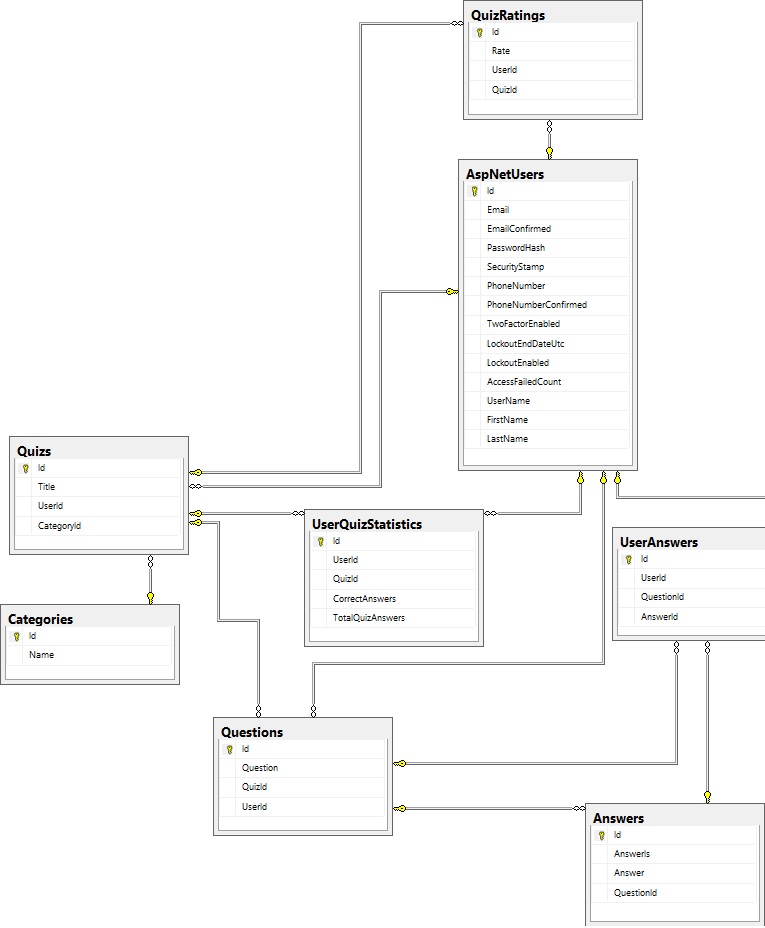 QuizRatings
Id
Rate
UserId
QuizId
AspNetUsers
Id
Email
EmailConfirmed
PasswordHash
SecurityStamp
PhoneNumber
PhoneNumberConfirmed
TwoFactorEnabled
LockoutEndDateUtc
LockoutEnabled
AccessFailedCount
UserName
FirstName
LastName
Quizs
Id
Title
UserId
CategoryId
UserQuizStatistics
Id
UserId
QuizId
CorrectAnswers
TotalQuizAnswers
UserAnswers
Id
UserId
QuestionId
AnswerId
Categories
Id
Name
Questions
Id
Question
QuizId
UserId
Answers
Id
AnswerIs
Answer
QuestionId